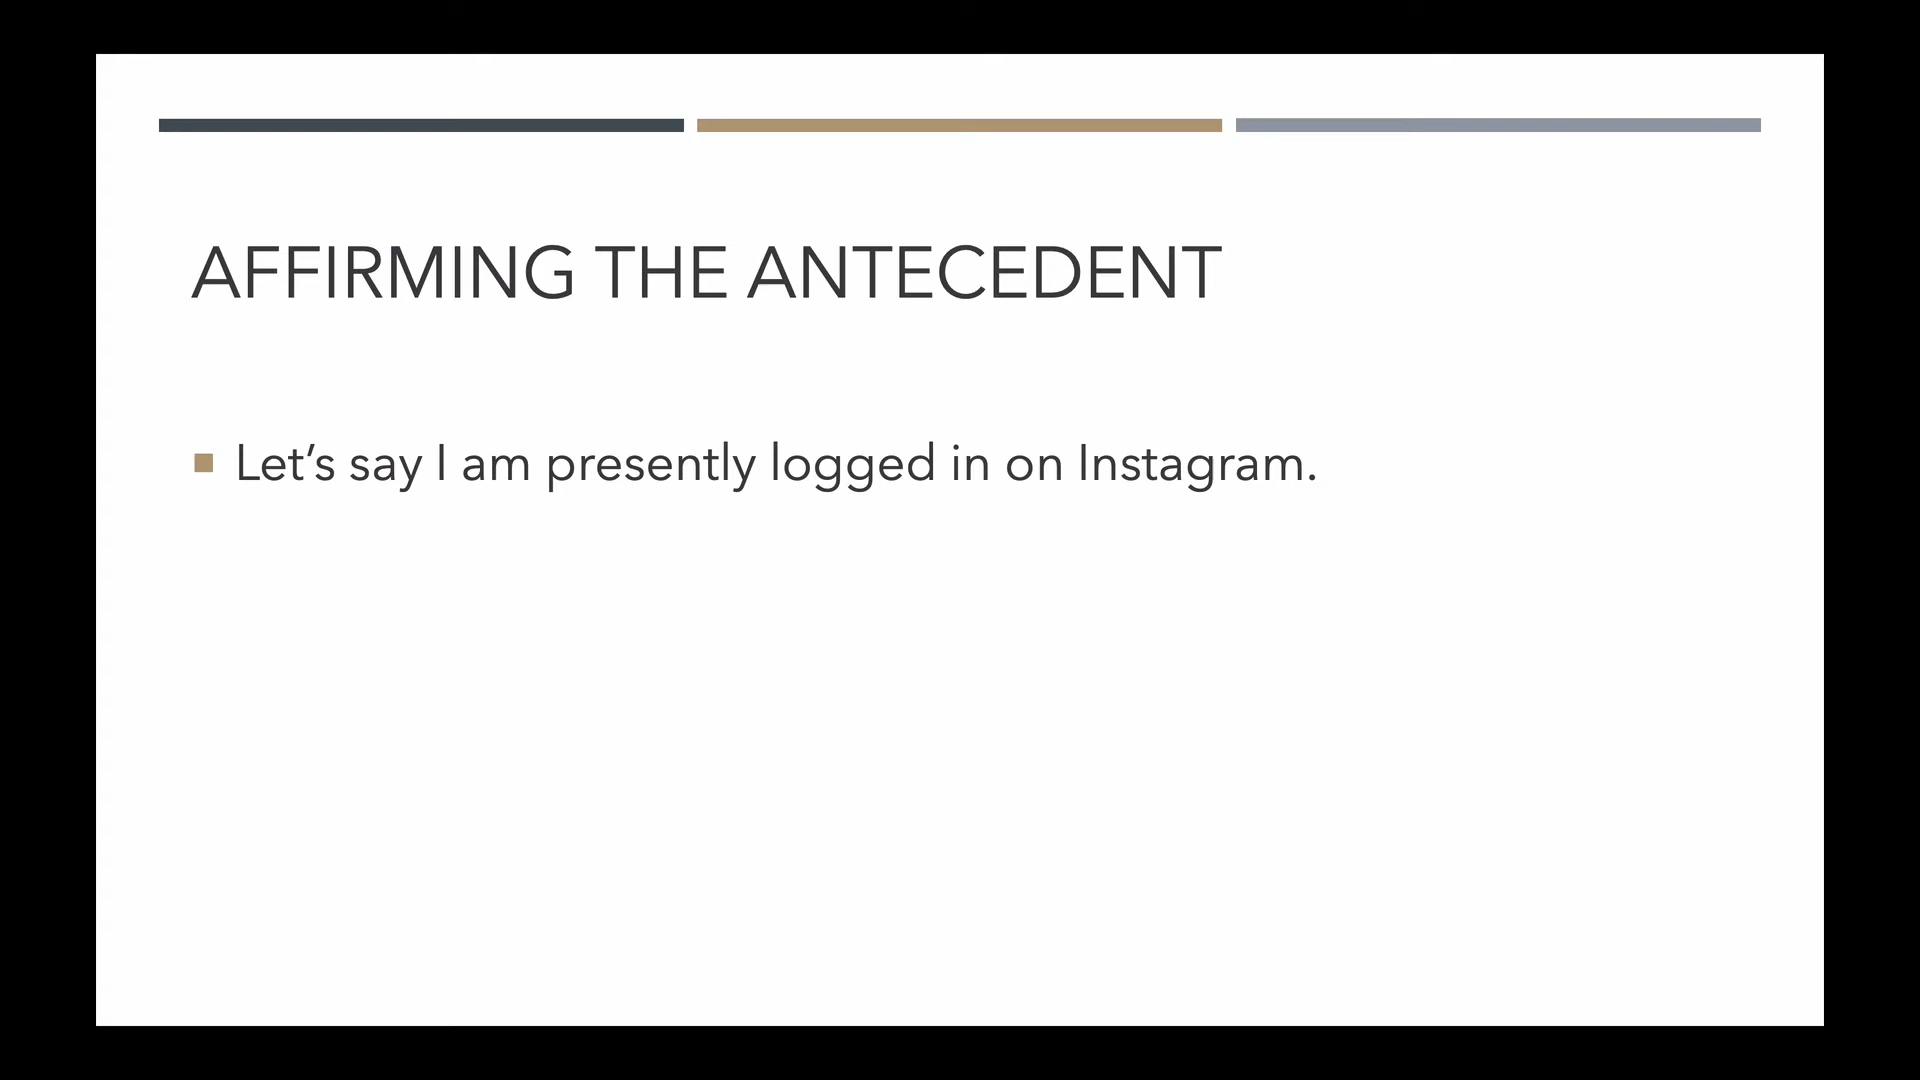 AFFIRMING THE ANTECEDENT
Let’s say I am presently logged in on Instagram.